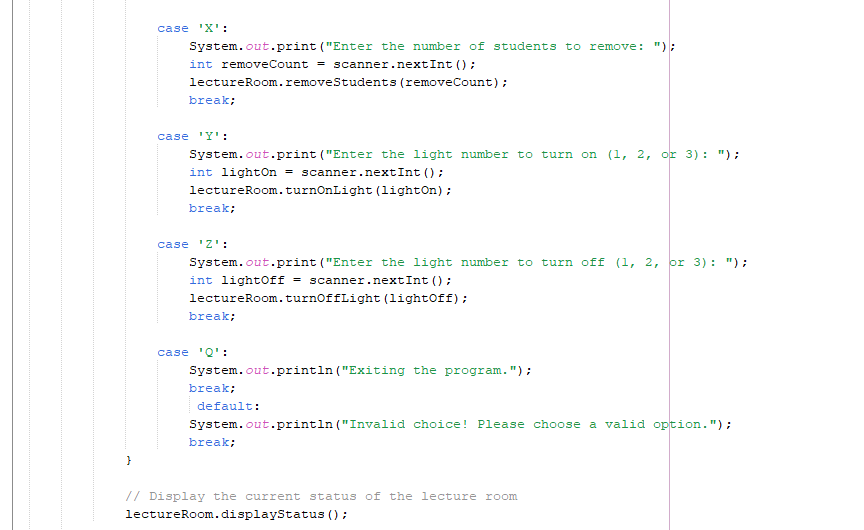 case 'X':
System.out.print("Enter the number of students to remove: ");
int removeCount = scanner.nextInt();
lectureRoom.removeStudents(removeCount);
break;
case 'Y':
System.out.print("Enter the light number to turn on (1, 2, or 3): ");
int lightOn = scanner.nextInt();
lectureRoom.turnOnLight(lightOn);
break;
case 'Z':
System.out.print("Enter the light number to turn off (1, 2, or 3): ");
int lightOff = scanner.nextInt();
lectureRoom.turnOffLight(lightOff);
break;
case 'Q':
System.out.println("Exiting the program.");
break;
default:
System.out.println("Invalid choice! Please choose a valid option.");
break;
}
// Display the current status of the lecture room
lectureRoom.displayStatus();